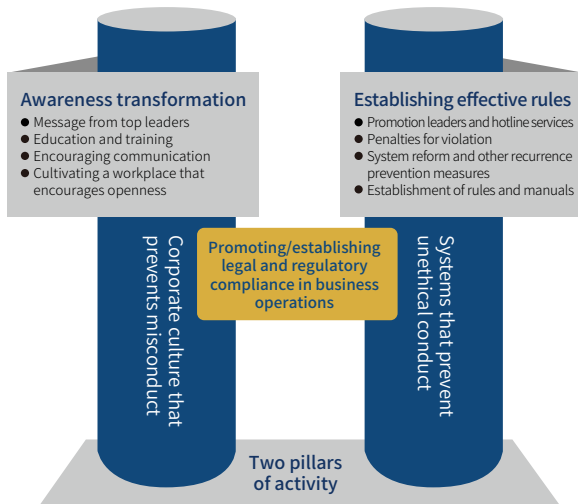 Awareness transformation
● Message from top leaders
● Education and training
● Encouraging communication
● Cultivating a workplace that
encourages openness
Establishing effective rules
● Promotion leaders and hotline services
● Penalties for violation
● System reform and other recurrence
prevention measures
● Establishment of rules and manuals
Corporate culture that
prevents misconduct
Promoting/establishing
legal and regulatory
compliance in business
operations
Systems that prevent
unethical conduct
Two pillars
of activity